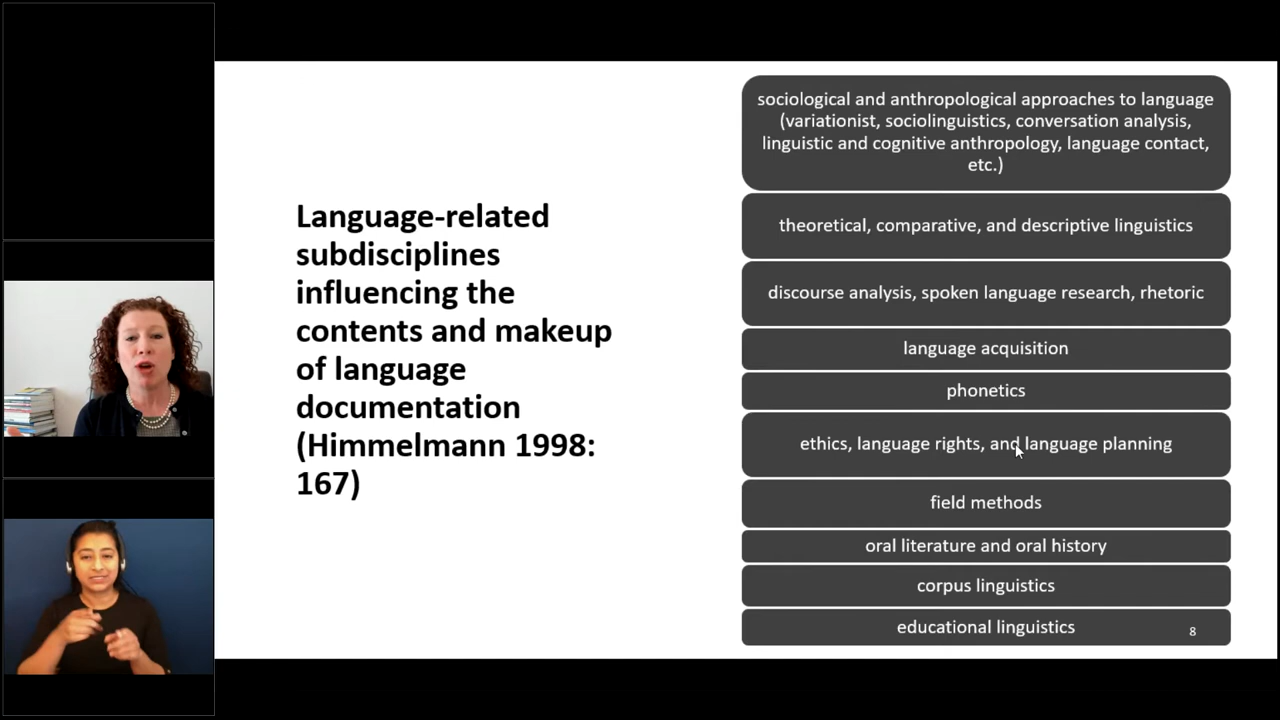 Language-related
subdisciplines
influencing the
contents and makeup
of language
documentation
(Himmelmann 1998:
167)
sociological and anthropological approaches to language
(variationist, sociolinguistics, conversation analysis,
linguistic and cognitive anthropology, language contact,
etc.)
theoretical, comparative, and descriptive linguistics
discourse analysis, spoken language research, rhetoric
language acquisition
phonetics
ethics, language rights, and language planning
field methods
oral literature and oral history
corpus linguistics
educational linguistics
8